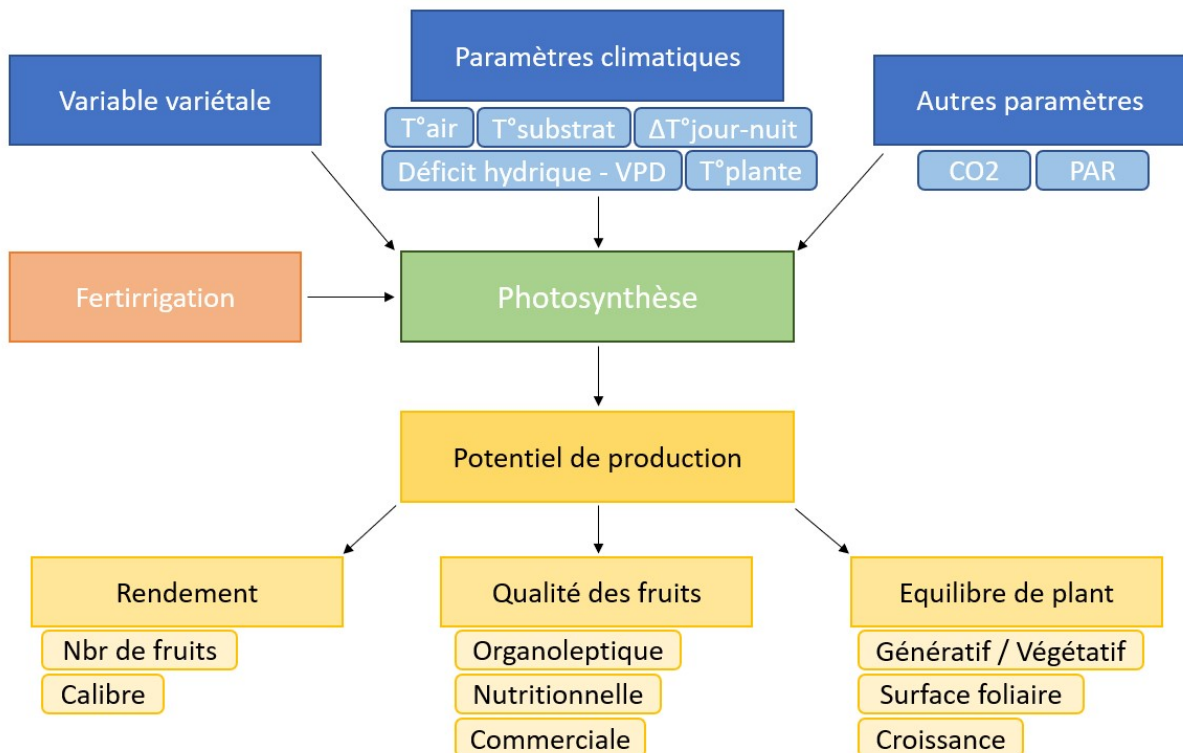 Paramètres climatiques
Variable variétale
Autres paramètres
T°air
T°substrat
ΔT°jour-nuit
Déficit hydrique - VPD
T°plante
CO2
PAR
Fertirrigation
Photosynthèse
Potentiel de production
Rendement
Qualité des fruits
Equilibre de plant
Nbr de fruits
Organoleptique
Génératif / Végétatif
Calibre
Nutritionnelle
Surface foliaire
Commerciale
Croissance